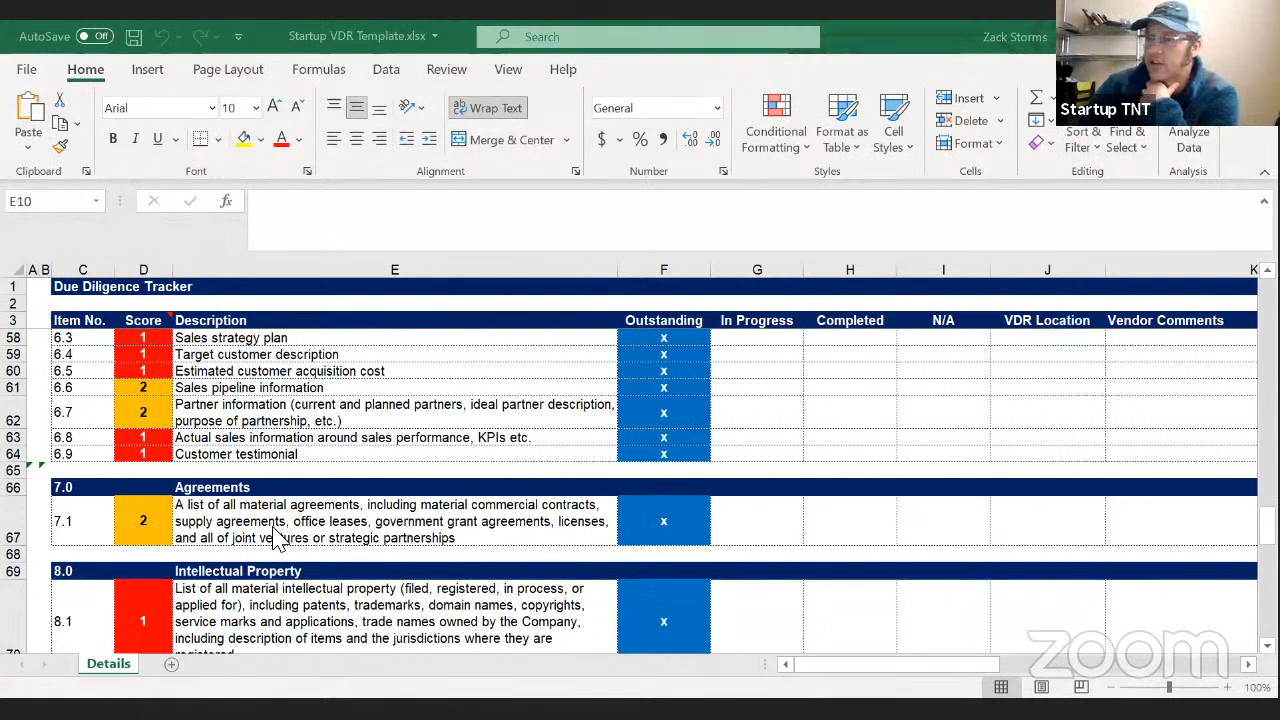 AutoSave Off Startup VDR Template.xlsx Search Zack Storms
File Home Insert Page Layout Formulas Data Review View Help
Startup TNT
Paste
Clipboard
Arial 10
B I U A
Font
Wrap Text
Merge & Center
Alignment
General
$ % ,
Number
Conditional
Formatting
Format as
Table
Cell
Styles
Styles
Insert
Delete
Format
Cells
Sort &
Filter
Find &
Select
Analyze
Data
Analysis
E10 fx
A B C D E F G H I J K
1 Due Diligence Tracker
2
3 Item No. Score Description Outstanding In Progress Completed N/A VDR Location Vendor Comments
58 6.3 1 Sales strategy plan x
59 6.4 1 Target customer description x
60 6.5 1 Estimated customer acquisition cost x
61 6.6 2 Sales pipeline information x
62 6.7 2 Partner information (current and planned partners, ideal partner description, x
purpose of partnership, etc.)
63 6.8 1 Actual sales information around sales performance, KPIs etc. x
64 6.9 1 Customer testimonial x
65
66 7.0 Agreements
A list of all material agreements, including material commercial contracts,
67 7.1 2 supply agreements, office leases, government grant agreements, licenses, x
and all of joint ventures or strategic partnerships
68
69 8.0 Intellectual Property
List of all material intellectual property (filed, registered, in process, or
applied for), including patents, trademarks, domain names, copyrights,
8.1 1 service marks and applications, trade names owned by the Company, x
including description of items and the jurisdictions where they are
registered
Details
zoom
100%